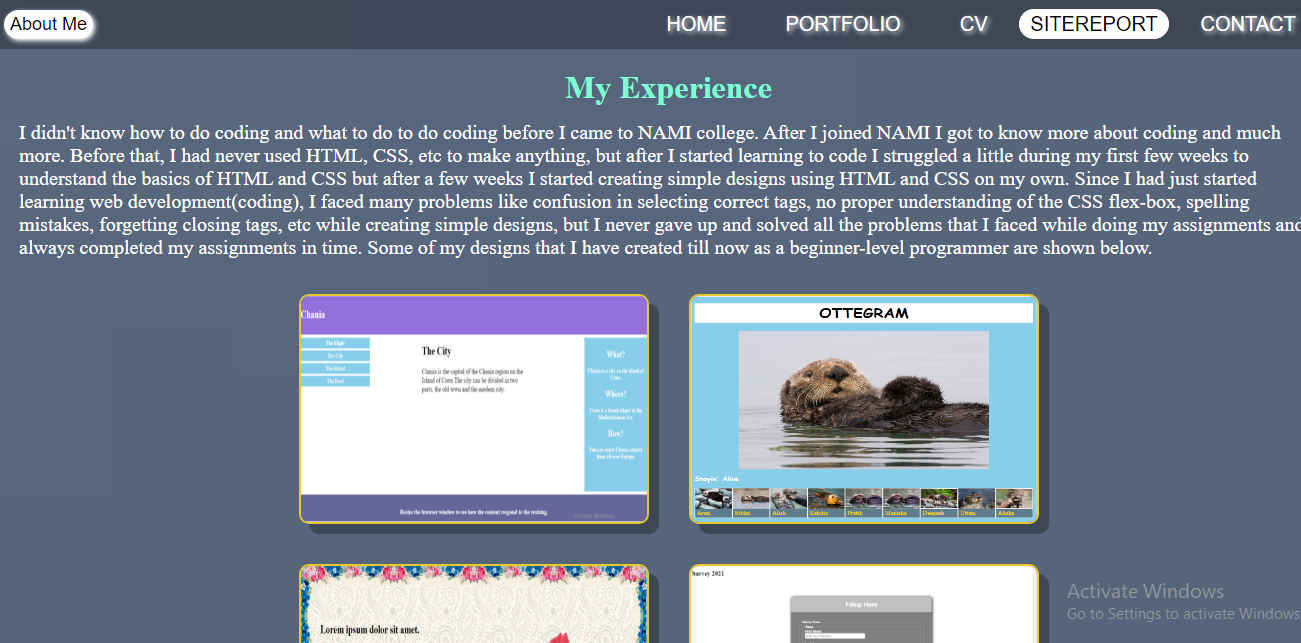 About Me
HOME
PORTFOLIO
CV
SITEREPORT
CONTACT
My Experience
I didn't know how to do coding and what to do to do coding before I came to NAMI college. After I joined NAMI I got to know more about coding and much
more. Before that, I had never used HTML, CSS, etc to make anything, but after I started learning to code I struggled a little during my first few weeks to
understand the basics of HTML and CSS but after a few weeks I started creating simple designs using HTML and CSS on my own. Since I had just started
learning web development(coding), I faced many problems like confusion in selecting correct tags, no proper understanding of the CSS flex-box, spelling
mistakes, forgetting closing tags, etc while creating simple designs, but I never gave up and solved all the problems that I faced while doing my assignments and
always completed my assignments in time. Some of my designs that I have created till now as a beginner-level programmer are shown below.
Chania
The Flight
The City
The Island
The Food
The City
Chania is the capital of the Chania region on the
Island of Crete.The city can be divided in two
parts, the old town and the modern city.
What?
Chania is a city on the island of
Crete.
Where?
Crete is a Greek island in the
Mediterranean Sea.
How?
You can reach Chania airport
from all over Europe.
Resize the browser window to see how the content respond to the resizing.
Activate Windows
OTTEGRAM
Stayin' Alive
Arun
Bibhu
Alish
Kshitiz
Pratik
Manisha
Deepesh
Uttam
Alisha
Lorem ipsum dolor sit amet.
Survey 2021
Fillup Here
Activate Windows
Go to Settings to activate Windows